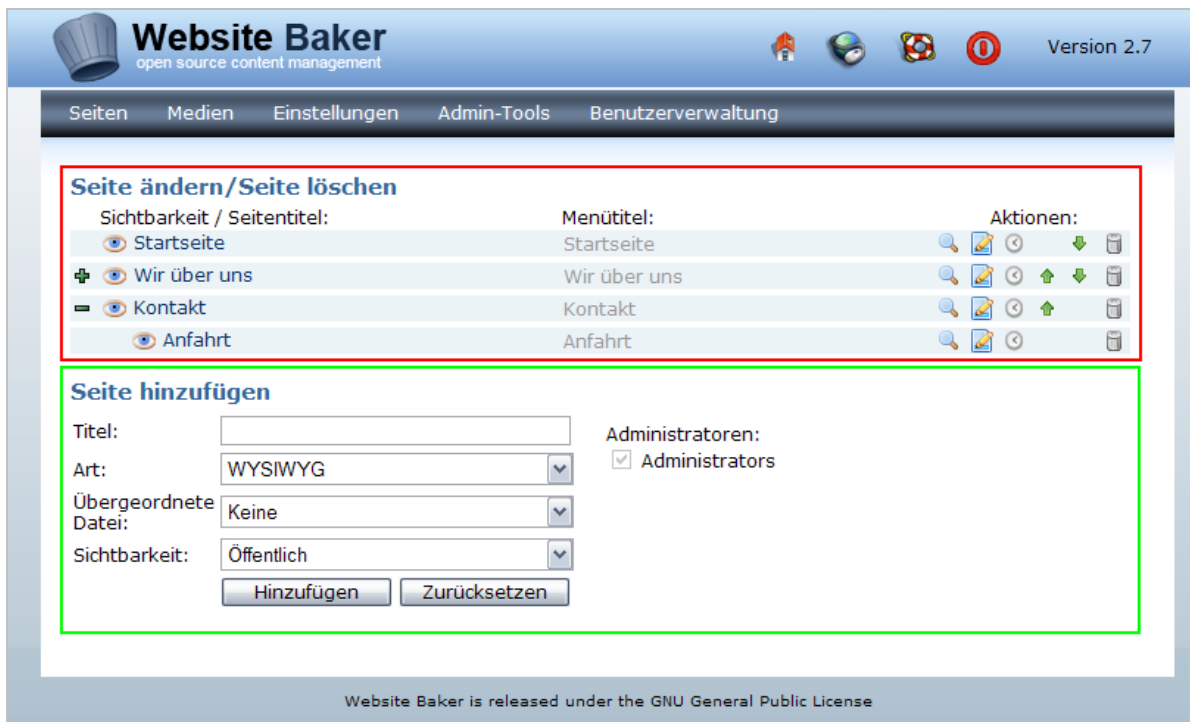 Website Baker
open source content management
Version 2.7
Seiten Medien Einstellungen Admin-Tools Benutzerverwaltung
Seite ändern/Seite löschen
Sichtbarkeit / Seitentitel: Menütitel: Aktionen:
Startseite Startseite
Wir über uns Wir über uns
Kontakt Kontakt
Anfahrt Anfahrt
Seite hinzufügen
Titel:
Administratoren:
Administrators
Art: WYSIWYG
Übergeordnete
Datei: Keine
Sichtbarkeit: Öffentlich
Hinzufügen Zurücksetzen
Website Baker is released under the GNU General Public License